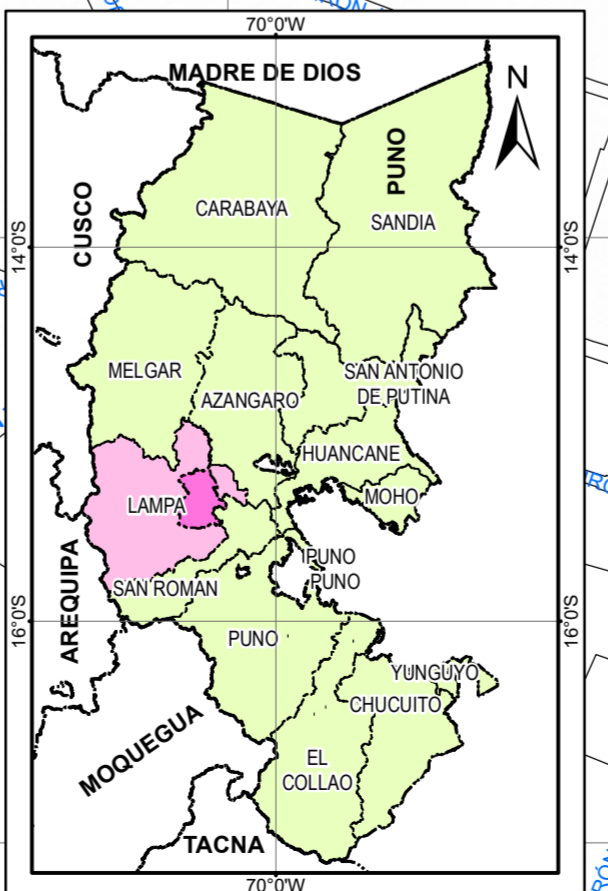 70°0'W
MADRE DE DIOS
N
PUNO
CUSCO
CARABAYA
SANDIA
14°0'S
14°0'S
MELGAR
SAN ANTONIO
DE PUTINA
AZANGARO
HUANCANE
MOHO
LAMPA
AREQUIPA
PUNO
PUNO
SAN ROMAN
16°0'S
16°0'S
PUNO
YUNGUYO
CHUCUITO
MOQUEGUA
EL
COLLAO
TACNA
70°0'W